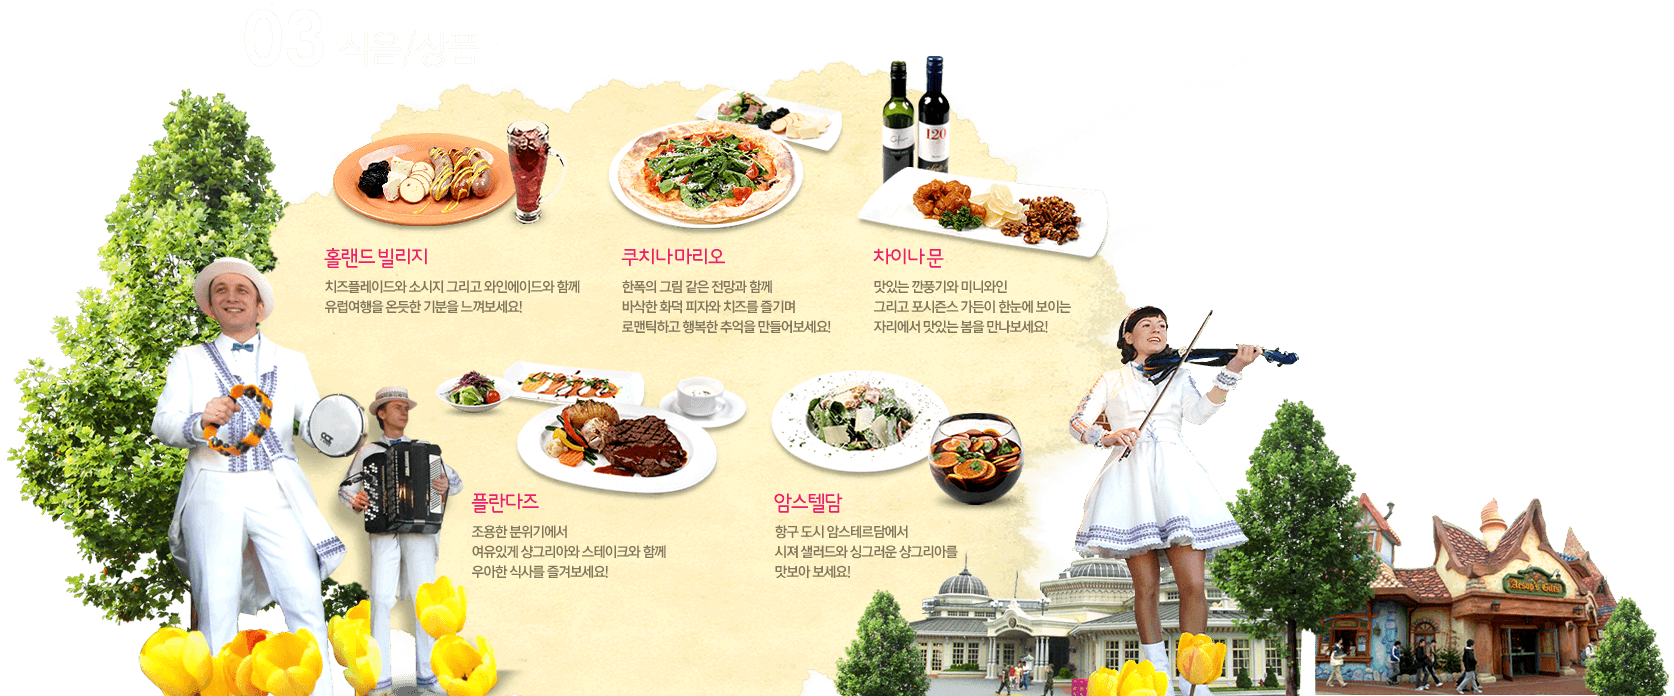 03 식음/상품
120
홀랜드 빌리지
치즈플레이드와 소시지 그리고 와인에이드와 함께
유럽여행을 온듯한 기분을 느껴보세요!
쿠치나마리오
한폭의 그림 같은 전망과 함께
바삭한 화덕 피자와 치즈를 즐기며
로맨틱하고 행복한 추억을 만들어보세요!
차이나 문
맛있는 깐풍기와 미니와인
그리고 포시즌스 가든이 한눈에 보이는
자리에서 맛있는 봄을 만나보세요!
플란다즈
조용한 분위기에서
여유있게 샹그리아와 스테이크와 함께
우아한 식사를 즐겨보세요!
암스텔담
항구 도시 암스테르담에서
시져 샐러드와 싱그러운 샹그리아를
맛보아 보세요!
Aesop's Gifts